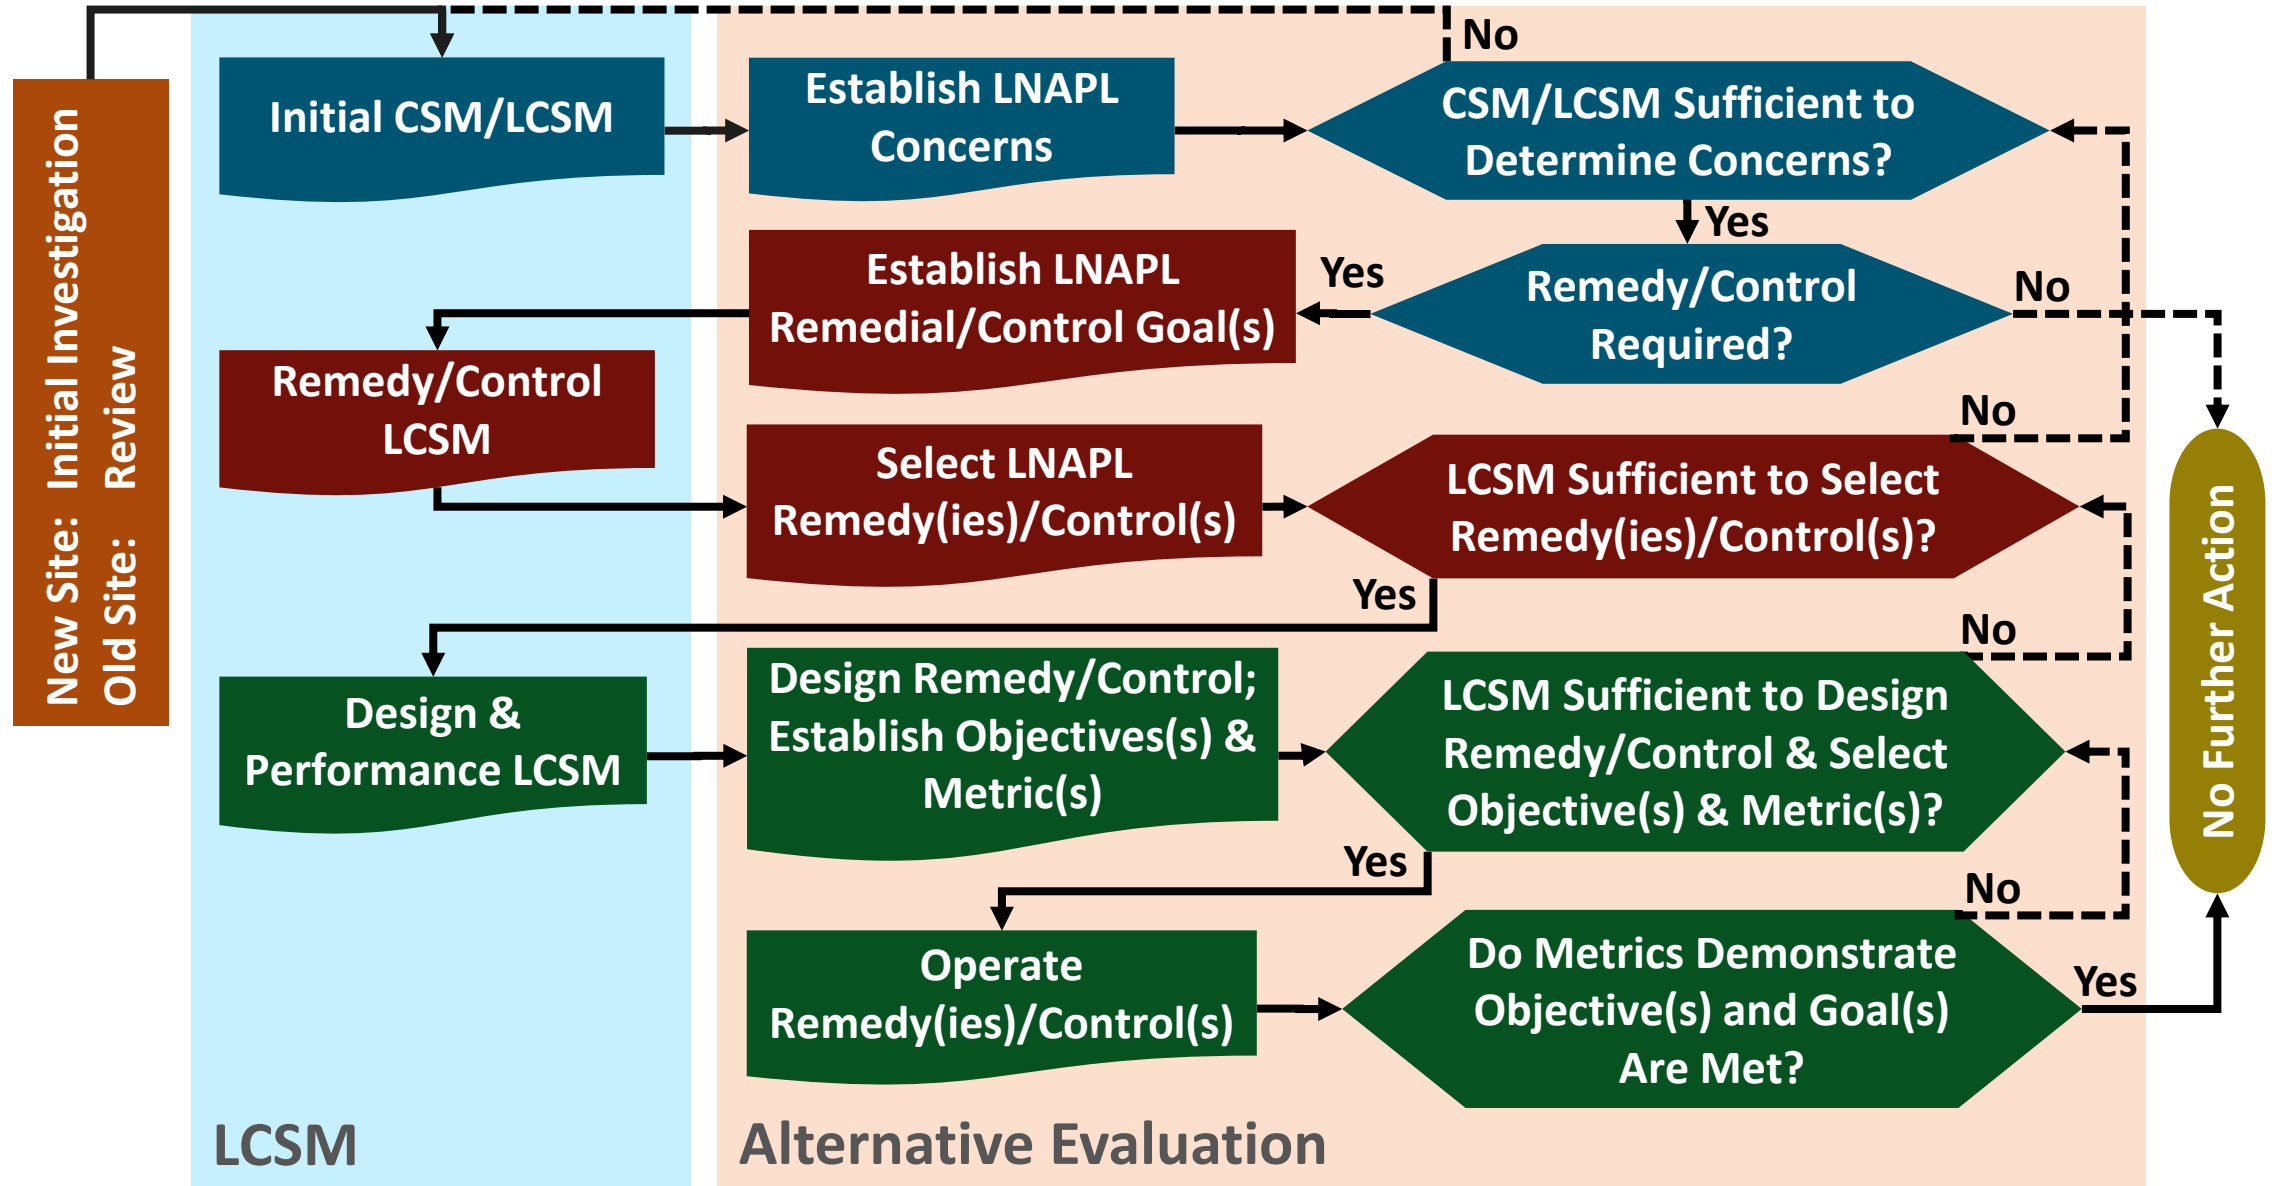 No
Initial CSM/LCSM
Establish LNAPL
Concerns
CSM/LCSM Sufficient to
Determine Concerns?
Yes
New Site: Initial Investigation
Old Site: Review
Establish LNAPL
Remedial/Control Goal(s)
Yes
Remedy/Control
Required?
No
Remedy/Control
LCSM
Select LNAPL
Remedy(ies)/Control(s)
No
LCSM Sufficient to Select
Remedy(ies)/Control(s)?
Yes
No Further Action
Design &
Performance LCSM
Design Remedy/Control;
Establish Objectives(s) &
Metric(s)
No
LCSM Sufficient to Design
Remedy/Control & Select
Objective(s) & Metric(s)?
Yes
Operate
Remedy(ies)/Control(s)
No
Do Metrics Demonstrate
Objective(s) and Goal(s)
Are Met?
Yes
LCSM
Alternative Evaluation